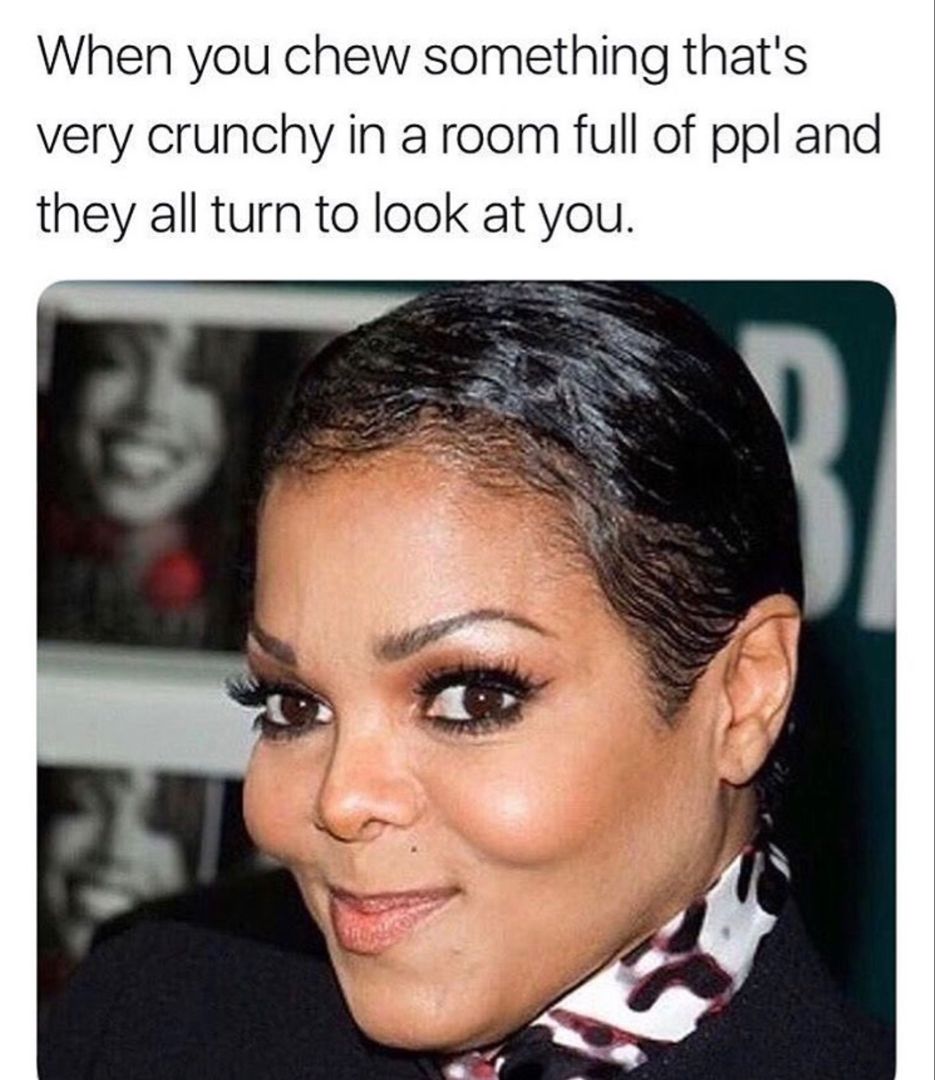 When you chew something that's
very crunchy in a room full of ppl and
they all turn to look at you.
B